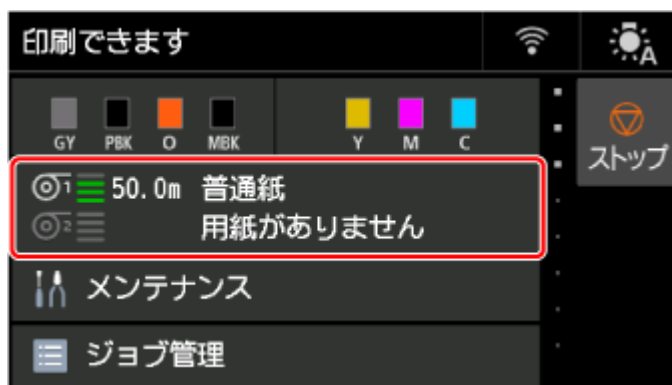 印刷できます
A
GY PBK O MBK Y M C
ストップ
1 50.0m 普通紙
2 用紙がありません
メンテナンス
ジョブ管理